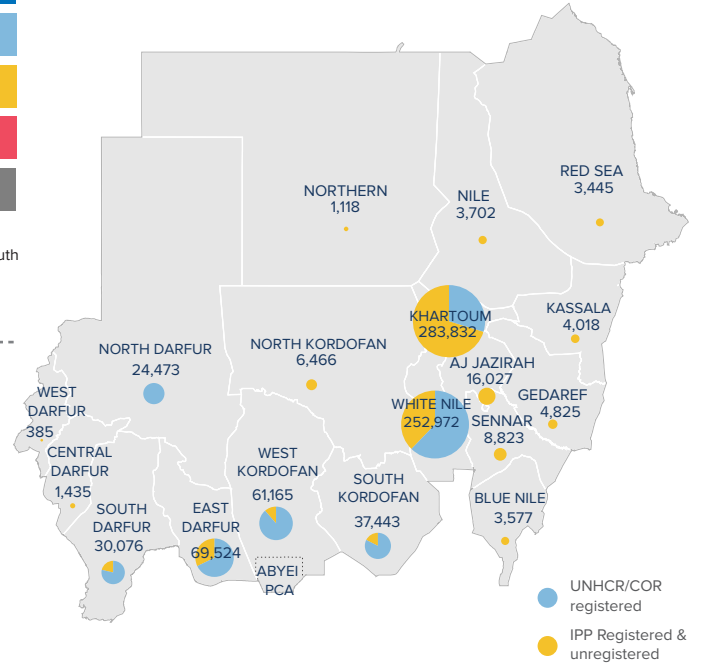 RED SEA
3,445
NORTHERN
1,118
NILE
3,702
uth
KHARTOUM
283,832
KASSALA
4,018
NORTH DARFUR
24,473
NORTH KORDOFAN
6,466
AJ JAZIRAH
16,027
WEST
DARFUR
385
WHITE NILE
252,972
GEDAREF
4,825
SENNAR
8,823
CENTRAL
DARFUR
1,435
WEST
KORDOFAN
61,165
SOUTH
KORDOFAN
37,443
SOUTH
DARFUR
30,076
EAST
DARFUR
69,524
BLUE NILE
3,577
ABYEI
PCA
UNHCR/COR
registered
IPP Registered &
unregistered